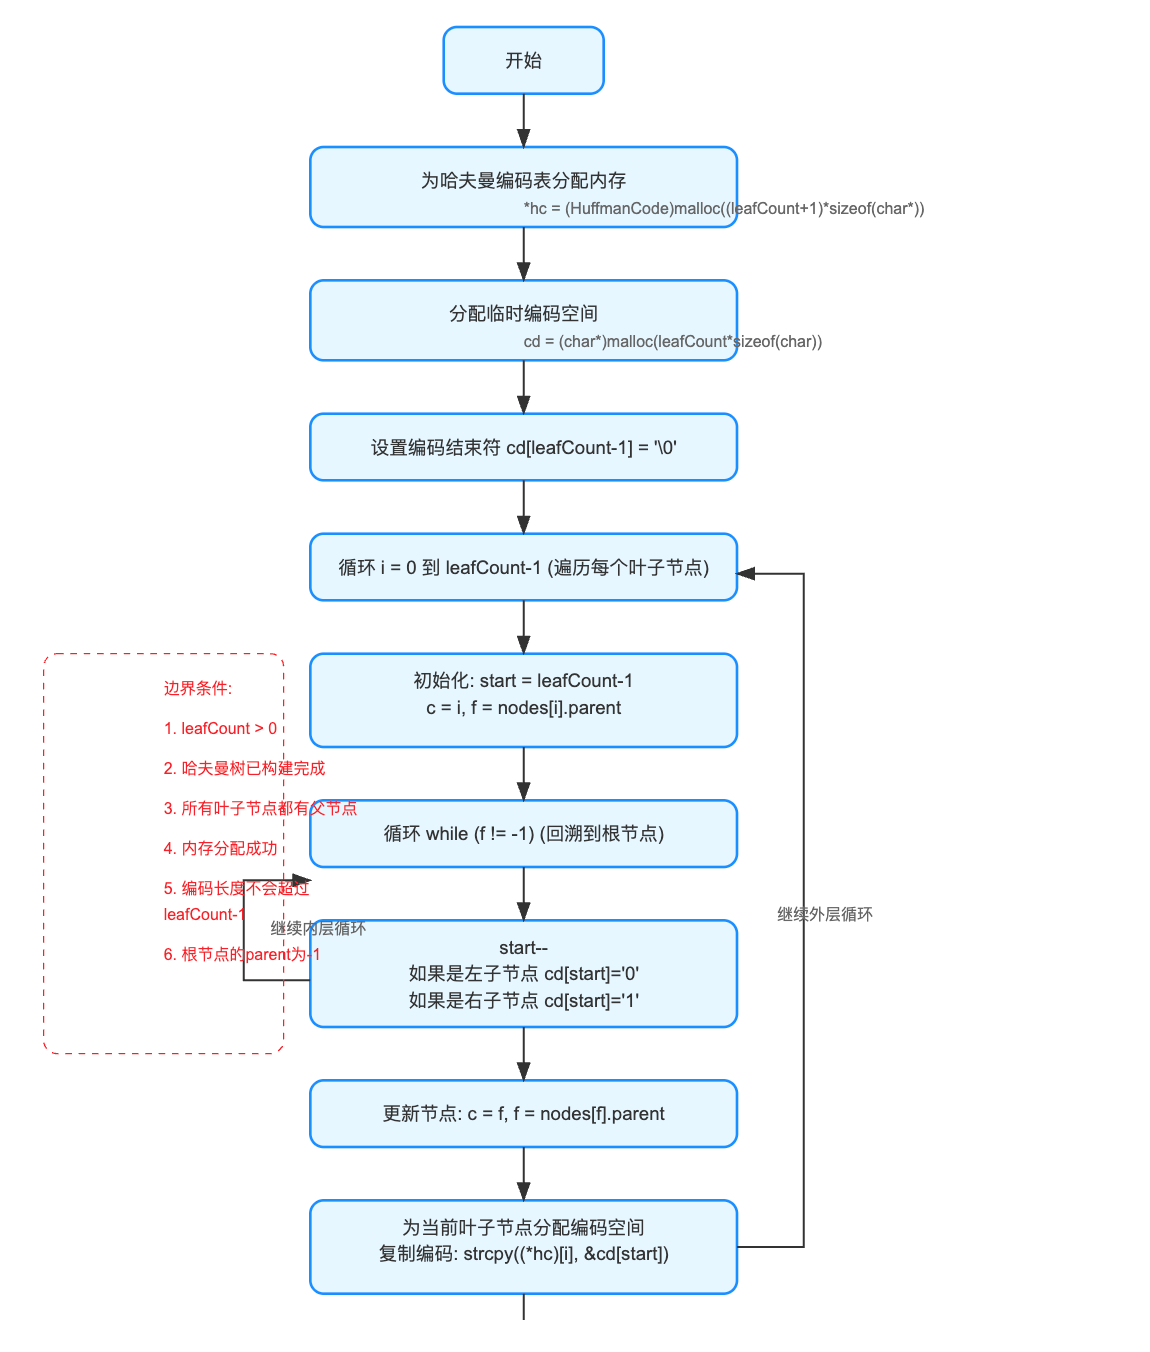 开始
为哈夫曼编码表分配内存
*hc = (HuffmanCode)malloc((leafCount+1)*sizeof(char*))
分配临时编码空间
cd = (char*)malloc(leafCount*sizeof(char))
设置编码结束符 cd[leafCount-1] = '\0'
循环 i = 0 到 leafCount-1 (遍历每个叶子节点)
初始化: start = leafCount-1
c = i, f = nodes[i].parent
循环 while (f != -1) (回溯到根节点)
start--
如果是左子节点 cd[start]='0'
如果是右子节点 cd[start]='1'
更新节点: c = f, f = nodes[f].parent
为当前叶子节点分配编码空间
复制编码: strcpy((*hc)[i], &cd[start])
继续内层循环
继续外层循环
边界条件:
1. leafCount > 0
2. 哈夫曼树已构建完成
3. 所有叶子节点都有父节点
4. 内存分配成功
5. 编码长度不会超过
leafCount-1
6. 根节点的parent为-1